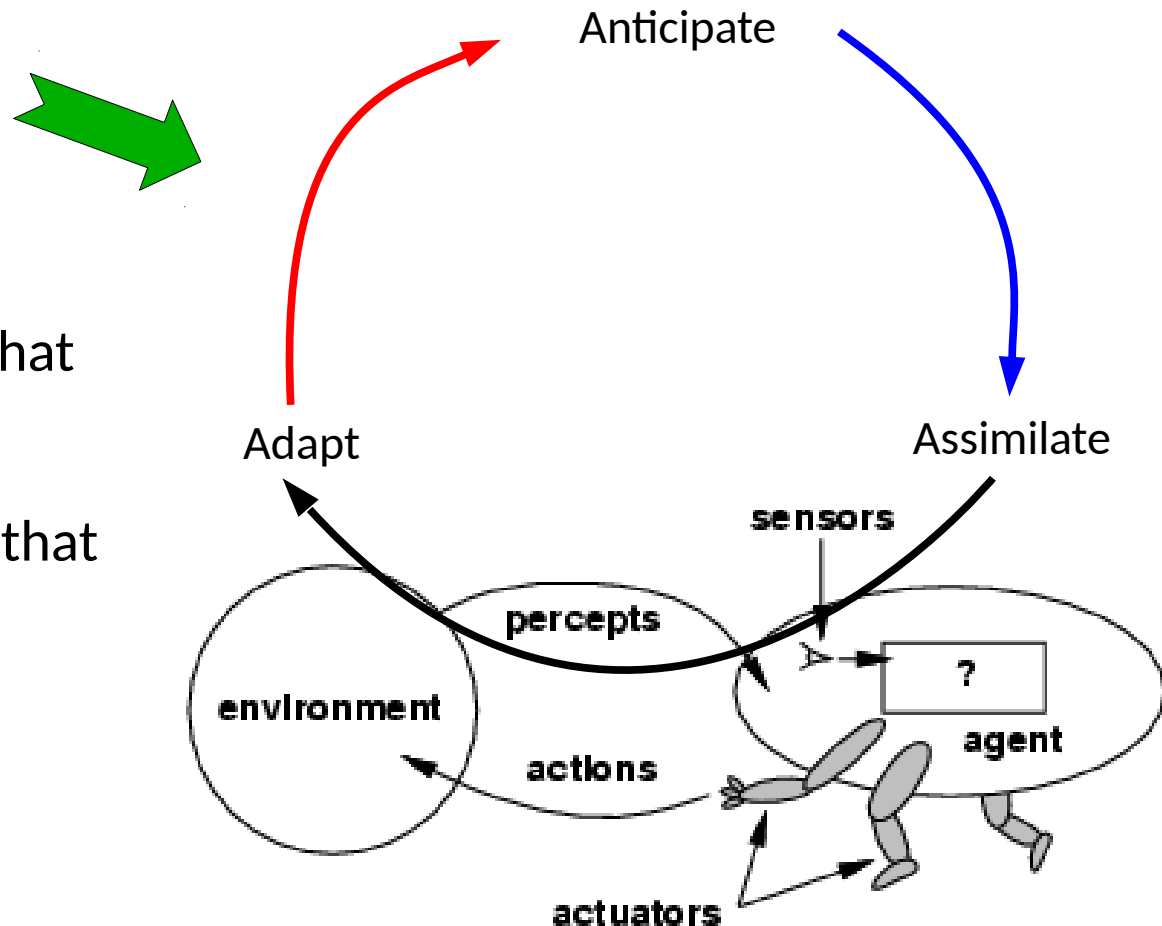 Anticipate
hat
Adapt
Assimilate
sensors
that
percepts
?
environment
agent
actions
actuators